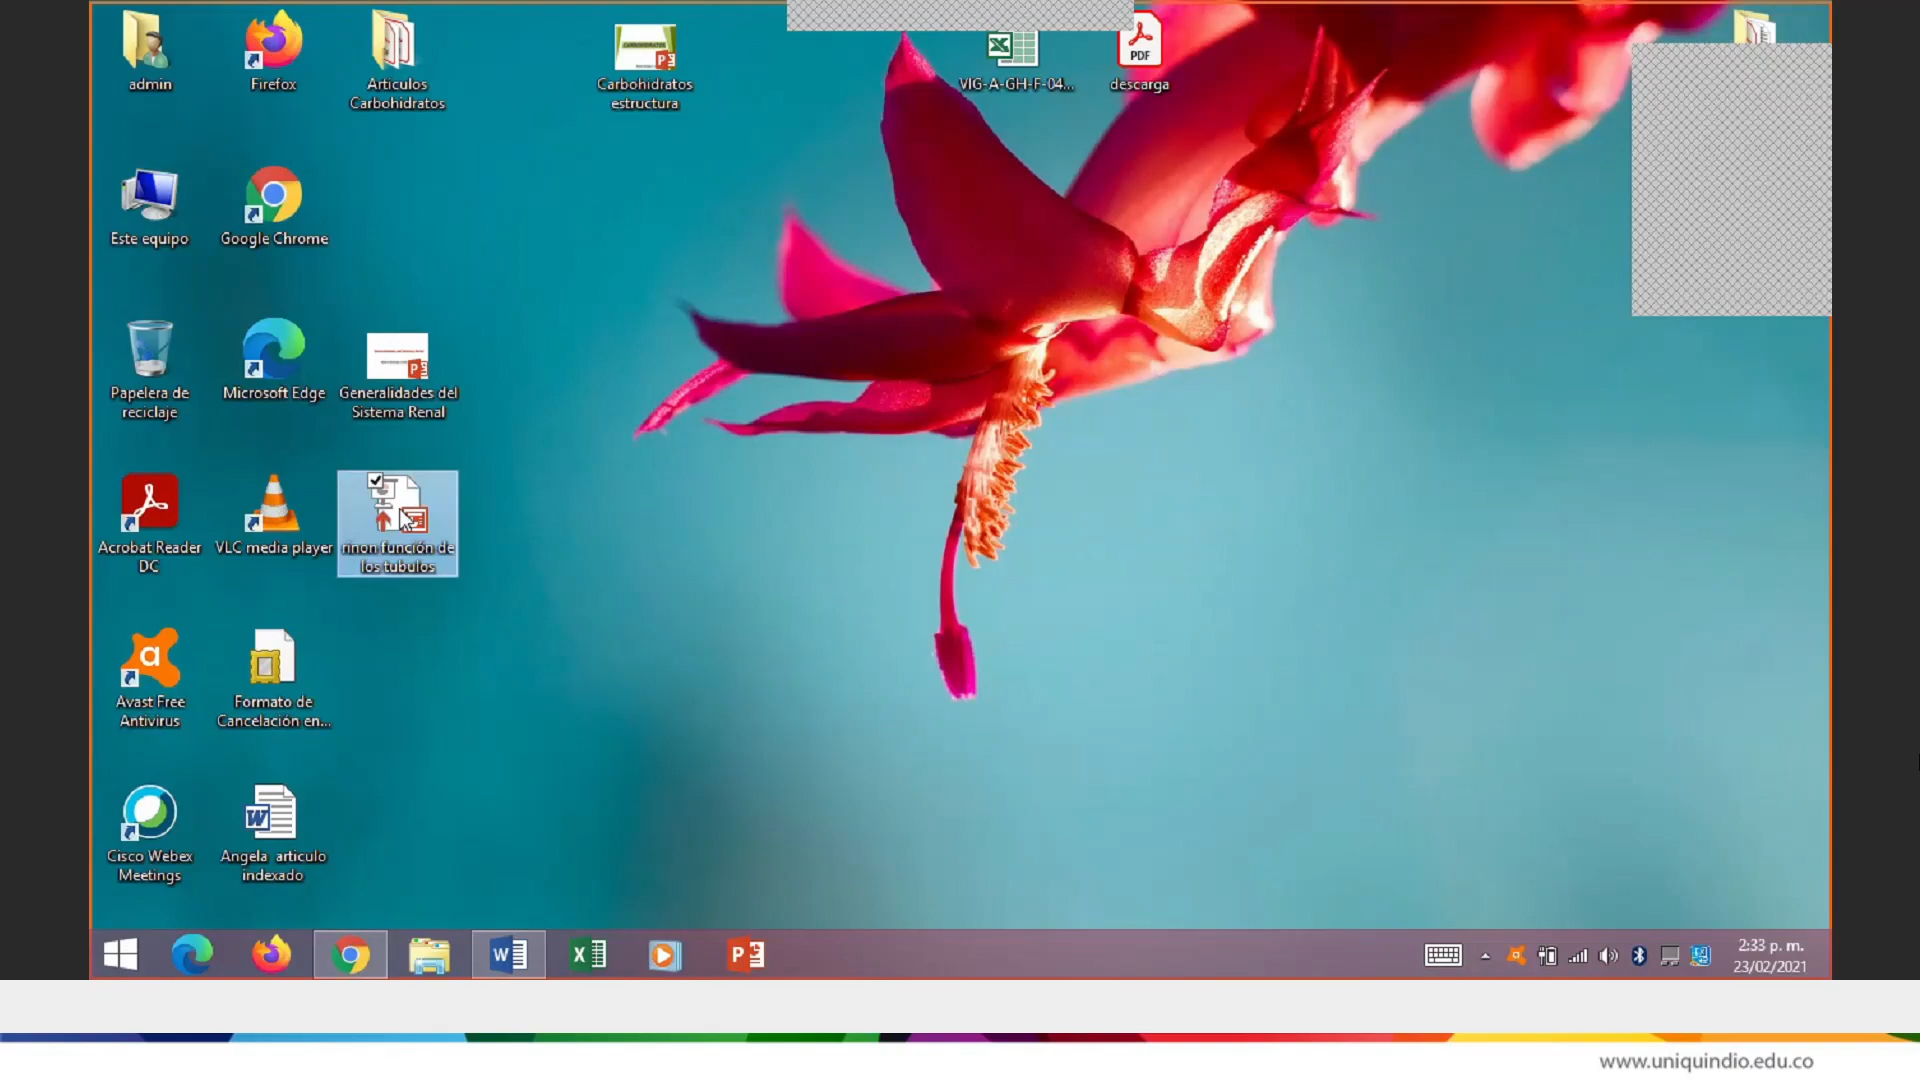 admin
Firefox
Articulos
Carbohidratos
CARBOHIDRATOS
Carbohidratos
estructura
VIG-A-GH-F-04...
PDF
descarga
Este equipo
Google Chrome
Papelera de
reciclaje
Microsoft Edge
Generalidades del
Sistema Renal
Acrobat Reader
DC
VLC media player
rinon función de
los tubulos
Avast Free
Antivirus
Formato de
Cancelación en...
Cisco Webex
Meetings
Angela articulo
indexado
2:33 p. m.
23/02/2021
www.uniquindio.edu.co